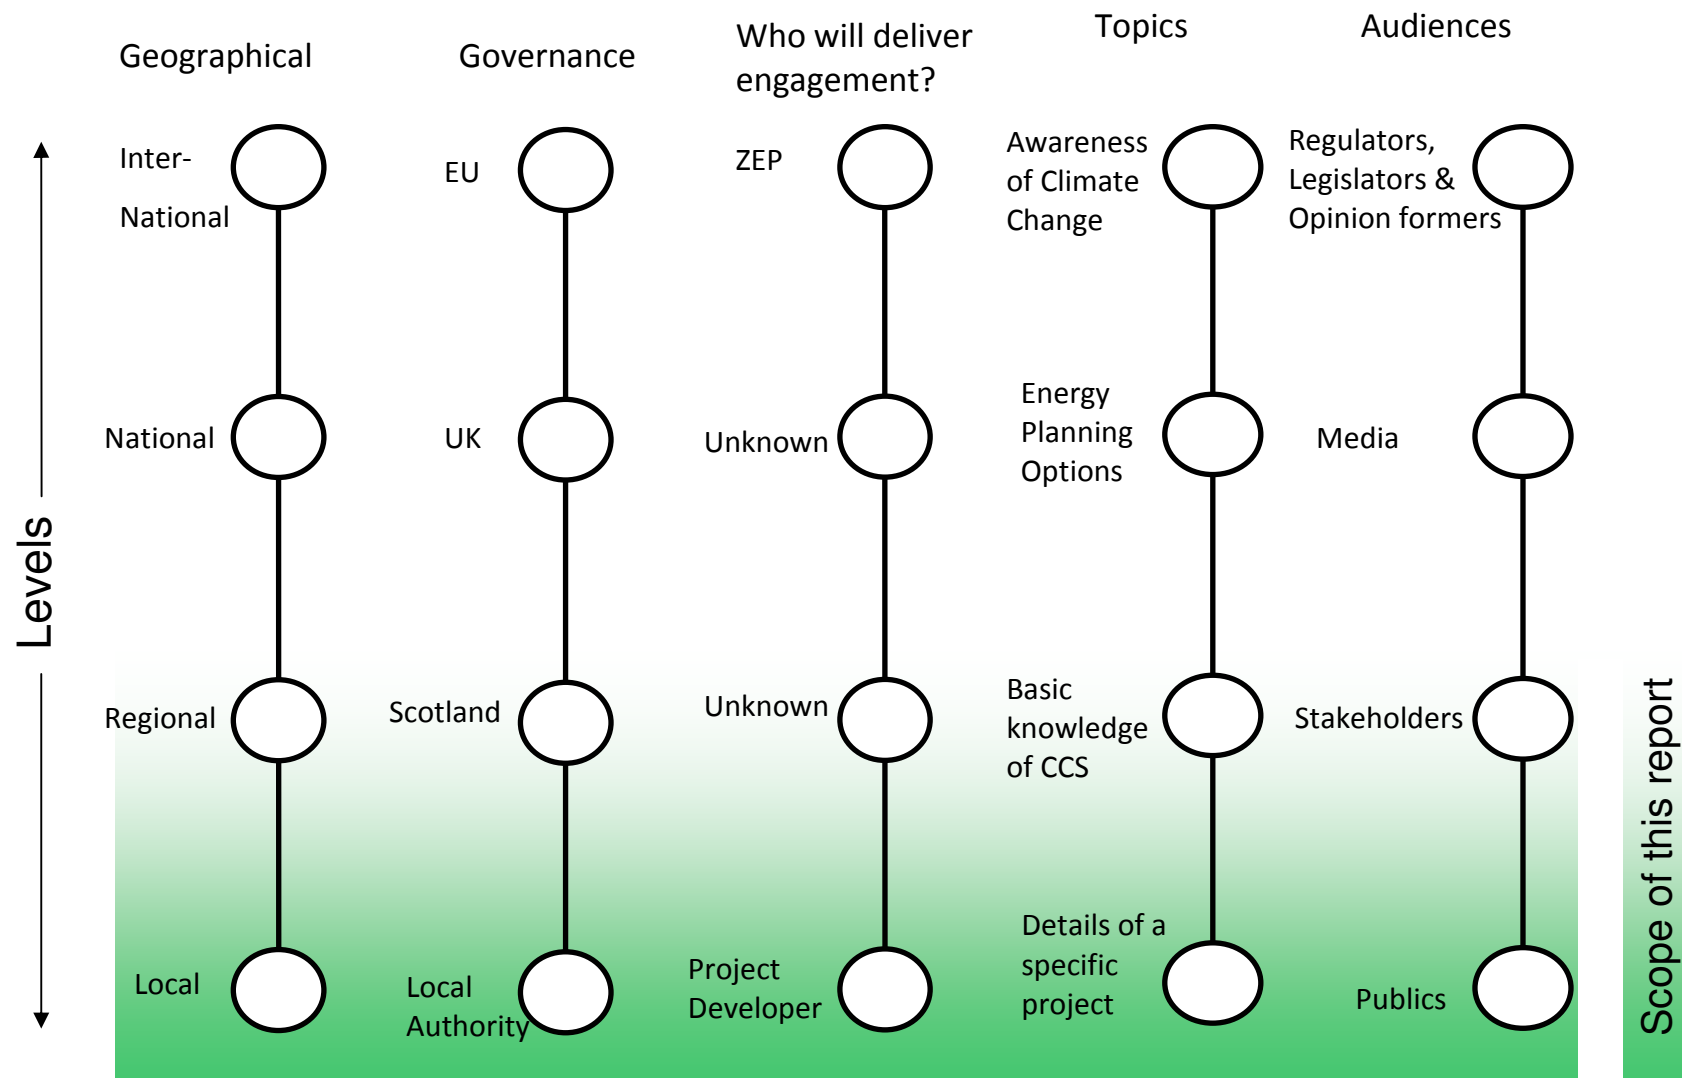 Geographical
Governance
Who will deliver
engagement?
Topics
Audiences
Levels
Inter-
National
EU
ZEP
Awareness
of Climate
Change
Regulators,
Legislators &
Opinion formers
National
UK
Unknown
Energy
Planning
Options
Media
Regional
Scotland
Unknown
Basic
knowledge
of CCS
Stakeholders
Local
Local
Authority
Project
Developer
Details of a
specific
project
Publics
Scope of this report